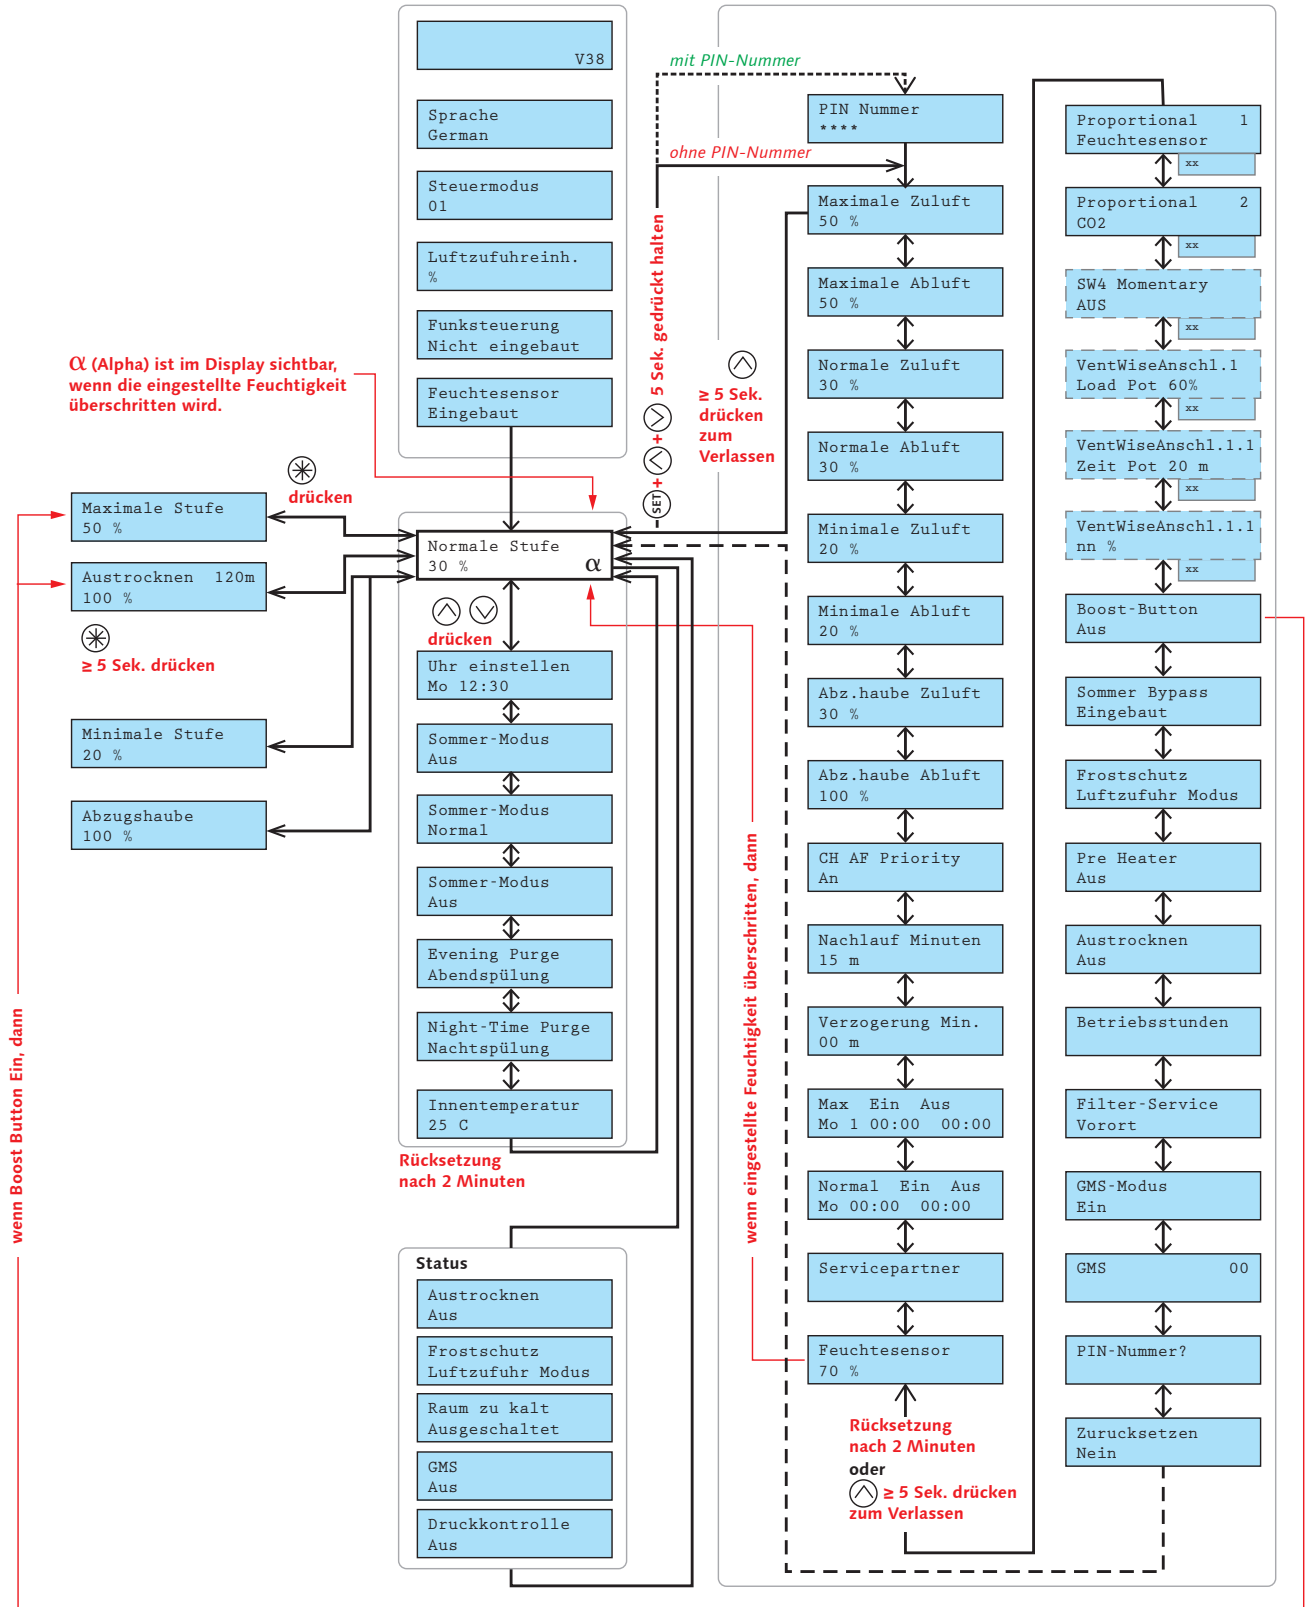 V38
Sprache
German
Steuermodus
01
Luftzufuhreinh.
%
Funksteuerung
Nicht eingebaut
Feuchtesensor
Eingebaut
α (Alpha) ist im Display sichtbar,
wenn die eingestellte Feuchtigkeit
überschritten wird.
drücken
Maximale Stufe
50 %
Austrocknen 120m
100 %
≥ 5 Sek. drücken
Minimale Stufe
20 %
Abzugshaube
100 %
wenn Boost Button Ein, dann
Normale Stufe
30 % α
drücken
Uhr einstellen
Mo 12:30
Sommer-Modus
Aus
Sommer-Modus
Normal
Sommer-Modus
Aus
Evening Purge
Abendspülung
Night-Time Purge
Nachtspülung
Innentemperatur
25 C
Rücksetzung
nach 2 Minuten
Status
Austrocknen
Aus
Frostschutz
Luftzufuhr Modus
Raum zu kalt
Ausgeschaltet
GMS
Aus
Druckkontrolle
Aus
SET + + 5 Sek. gedrückt halten
mit PIN-Nummer
ohne PIN-Nummer
≥ 5 Sek.
drücken
zum
Verlassen
wenn eingestellte Feuchtigkeit überschritten, dann
PIN Nummer
****
Maximale Zuluft
50 %
Maximale Abluft
50 %
Normale Zuluft
30 %
Normale Abluft
30 %
Minimale Zuluft
20 %
Minimale Abluft
20 %
Abz.haube Zuluft
30 %
Abz.haube Abluft
100 %
CH AF Priority
An
Nachlauf Minuten
15 m
Verzogerung Min.
00 m
Max Ein Aus
Mo 1 00:00 00:00
Normal Ein Aus
Mo 00:00 00:00
Servicepartner
Feuchtesensor
70 %
Rücksetzung
nach 2 Minuten
oder
≥ 5 Sek. drücken
zum Verlassen
Proportional 1
Feuchtesensor
xx
Proportional 2
CO2
xx
SW4 Momentary
AUS
xx
VentWiseAnschl.1
Load Pot 60%
xx
VentWiseAnschl.1.1
Zeit Pot 20 m
xx
VentWiseAnschl.1.1
nn %
xx
Boost-Button
Aus
Sommer Bypass
Eingebaut
Frostschutz
Luftzufuhr Modus
Pre Heater
Aus
Austrocknen
Aus
Betriebsstunden
Filter-Service
Vorort
GMS-Modus
Ein
GMS 00
PIN-Nummer?
Zurucksetzen
Nein